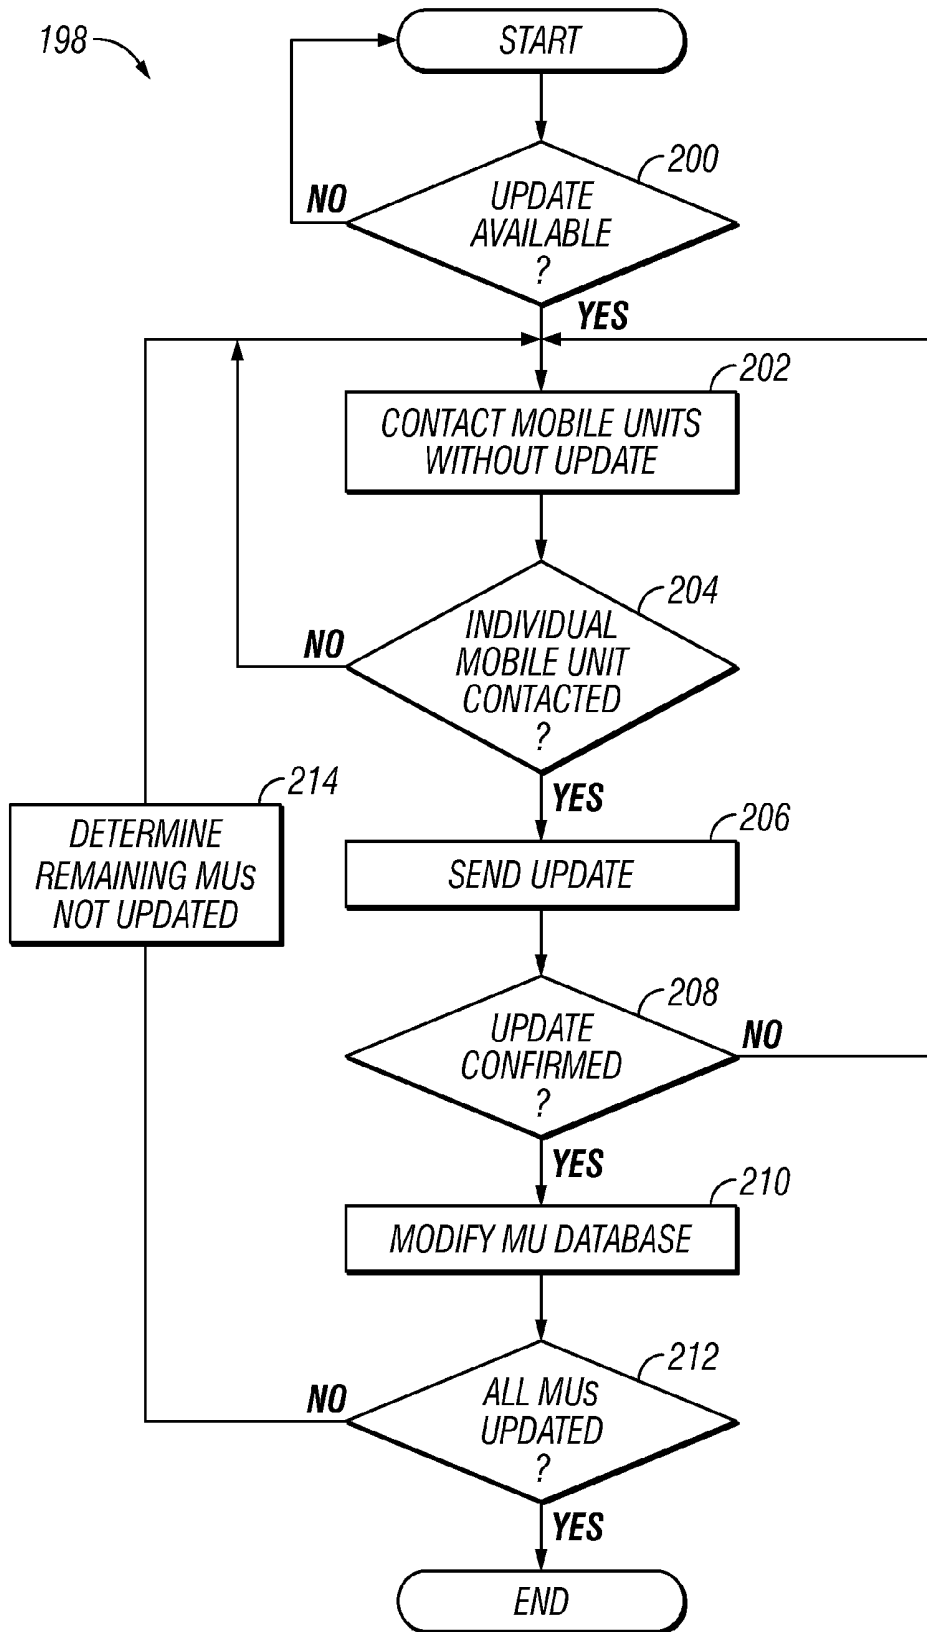 198
START
200
UPDATE
AVAILABLE
?
NO
YES
202
CONTACT MOBILE UNITS
WITHOUT UPDATE
204
INDIVIDUAL
MOBILE UNIT
CONTACTED
?
NO
YES
214
DETERMINE
REMAINING MUs
NOT UPDATED
206
SEND UPDATE
208
UPDATE
CONFIRMED
?
NO
YES
210
MODIFY MU DATABASE
212
ALL MUs
UPDATED
?
NO
YES
END